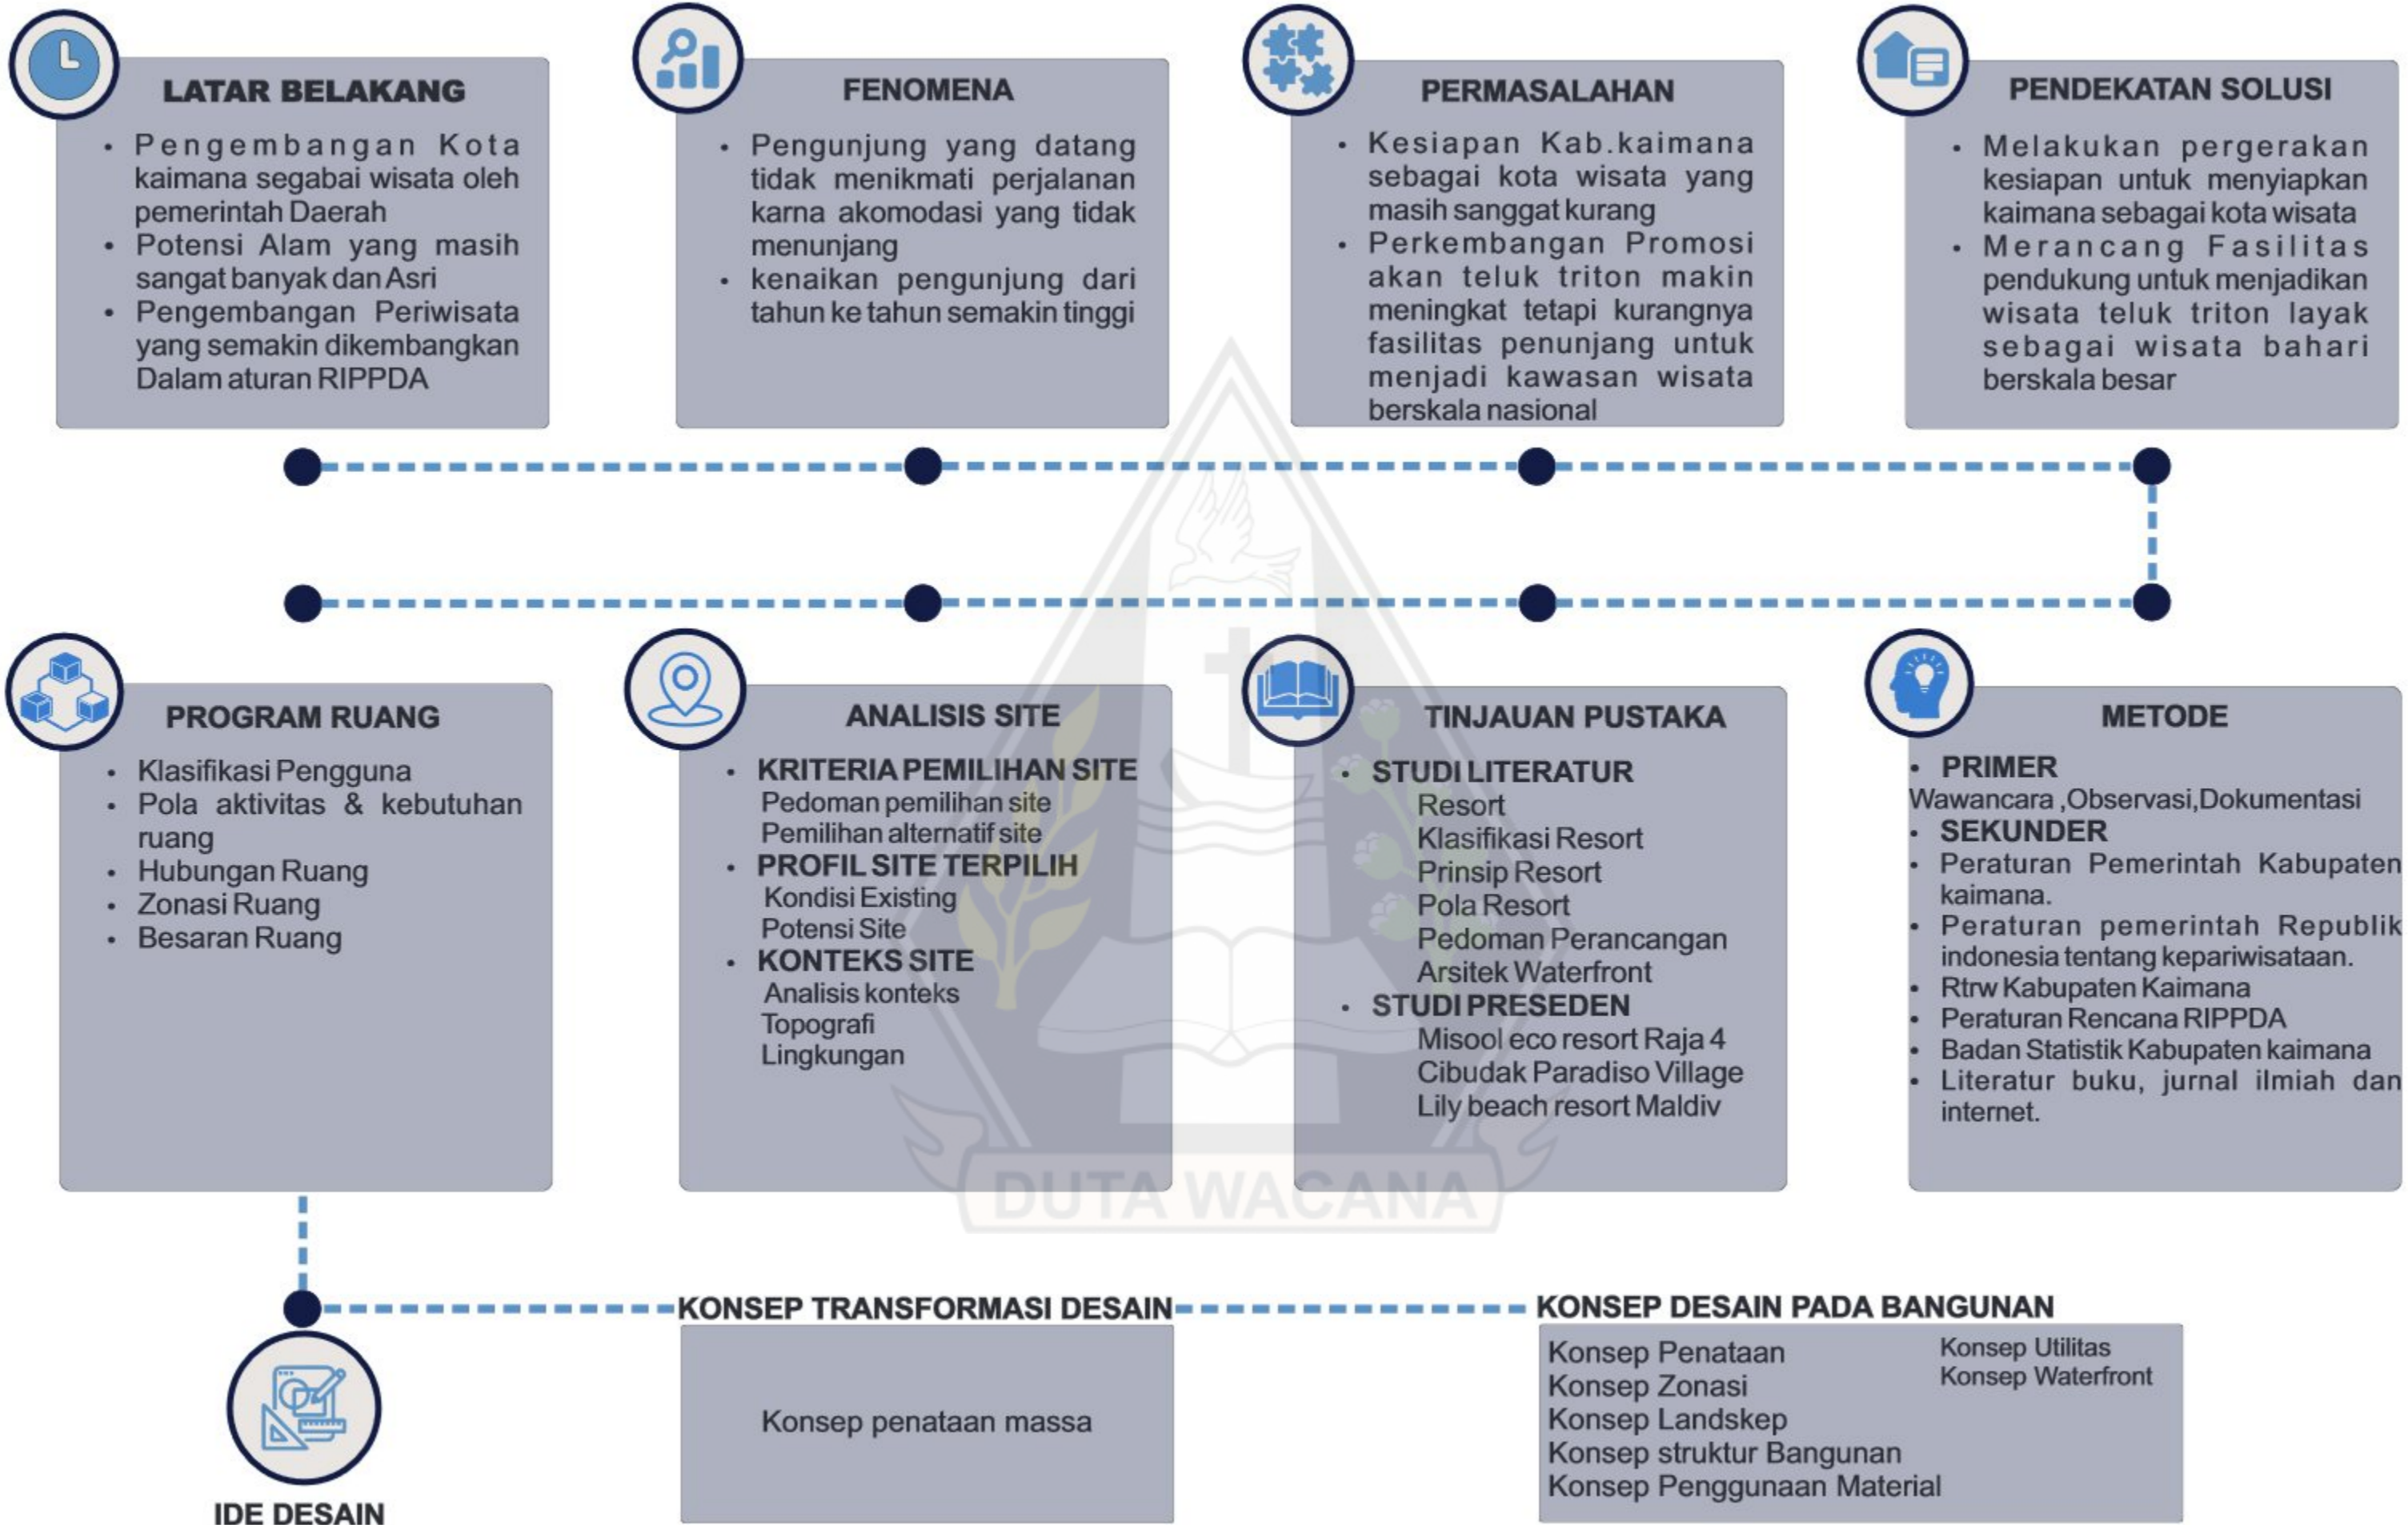 LATAR BELAKANG
• Pengembangan Kota
kaimana segabai wisata oleh
pemerintah Daerah
• Potensi Alam yang masih
sangat banyak dan Asri
• Pengembangan Periwisata
yang semakin dikembangkan
Dalam aturan RIPPDA
FENOMENA
• Pengunjung yang datang
tidak menikmati perjalanan
karna akomodasi yang tidak
menunjang
• kenaikan pengunjung dari
tahun ke tahun semakin tinggi
PERMASALAHAN
• Kesiapan Kab.kaimana
sebagai kota wisata yang
masih sanggat kurang
• Perkembangan Promosi
akan teluk triton makin
meningkat tetapi kurangnya
fasilitas penunjang untuk
menjadi kawasan wisata
berskala nasional
PENDEKATAN SOLUSI
• Melakukan pergerakan
kesiapan untuk menyiapkan
kaimana sebagai kota wisata
• Merancang Fasilitas
pendukung untuk menjadikan
wisata teluk triton layak
sebagai wisata bahari
berskala besar
PROGRAM RUANG
• Klasifikasi Pengguna
• Pola aktivitas & kebutuhan
ruang
• Hubungan Ruang
• Zonasi Ruang
• Besaran Ruang
ANALISIS SITE
• KRITERIA PEMILIHAN SITE
Pedoman pemilihan site
Pemilihan alternatif site
• PROFIL SITE TERPILIH
Kondisi Existing
Potensi Site
• KONTEKS SITE
Analisis konteks
Topografi
Lingkungan
TINJAUAN PUSTAKA
• STUDI LITERATUR
Resort
Klasifikasi Resort
Prinsip Resort
Pola Resort
Pedoman Perancangan
Arsitek Waterfront
• STUDI PRESEDEN
Misool eco resort Raja 4
Cibudak Paradiso Village
Lily beach resort Maldiv
METODE
• PRIMER
Wawancara ,Observasi,Dokumentasi
• SEKUNDER
• Peraturan Pemerintah Kabupaten
kaimana.
• Peraturan pemerintah Republik
indonesia tentang kepariwisataan.
• Rtrw Kabupaten Kaimana
• Peraturan Rencana RIPPDA
• Badan Statistik Kabupaten kaimana
• Literatur buku, jurnal ilmiah dan
internet.
DUTA WACANA
IDE DESAIN
KONSEP TRANSFORMASI DESAIN
Konsep penataan massa
KONSEP DESAIN PADA BANGUNAN
Konsep Penataan
Konsep Zonasi
Konsep Landskep
Konsep struktur Bangunan
Konsep Penggunaan Material
Konsep Utilitas
Konsep Waterfront